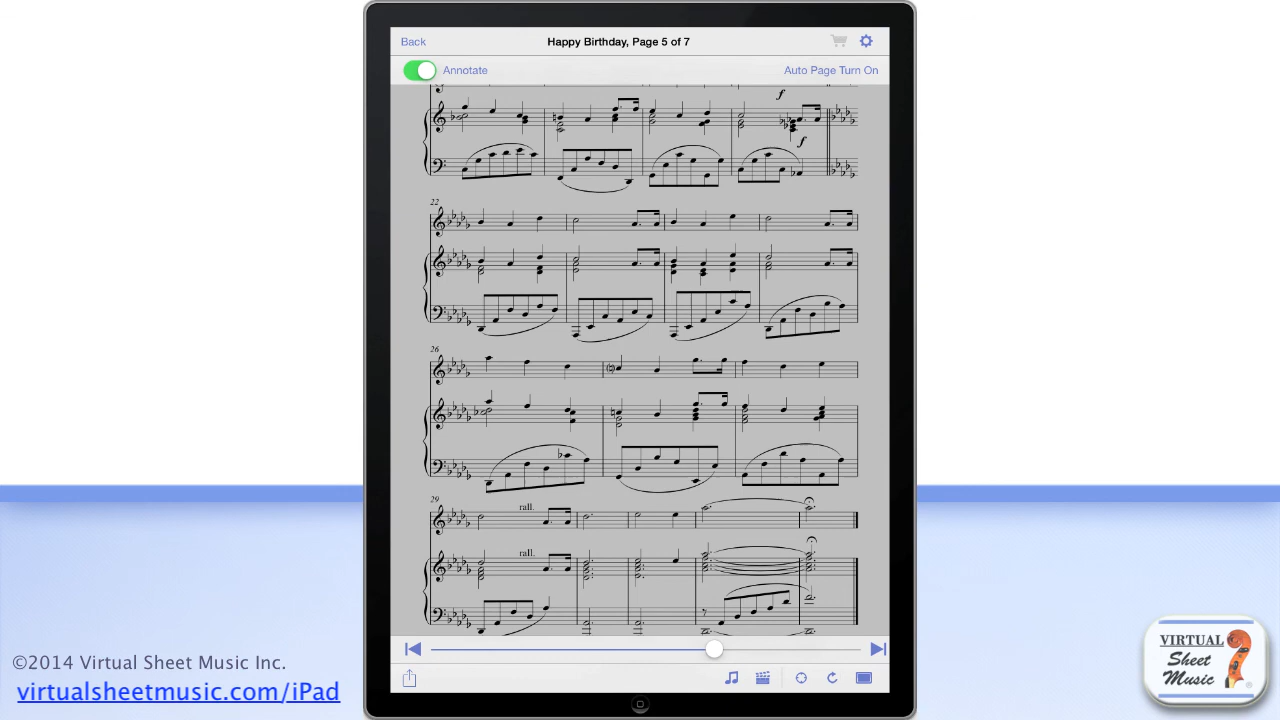 Back
Happy Birthday, Page 5 of 7
Annotate
Auto Page Turn On
f
f
22
26
29
rall.
rall.
©2014 Virtual Sheet Music Inc.
virtualsheetmusic.com/iPad
VIRTUAL
Sheet
Music
®